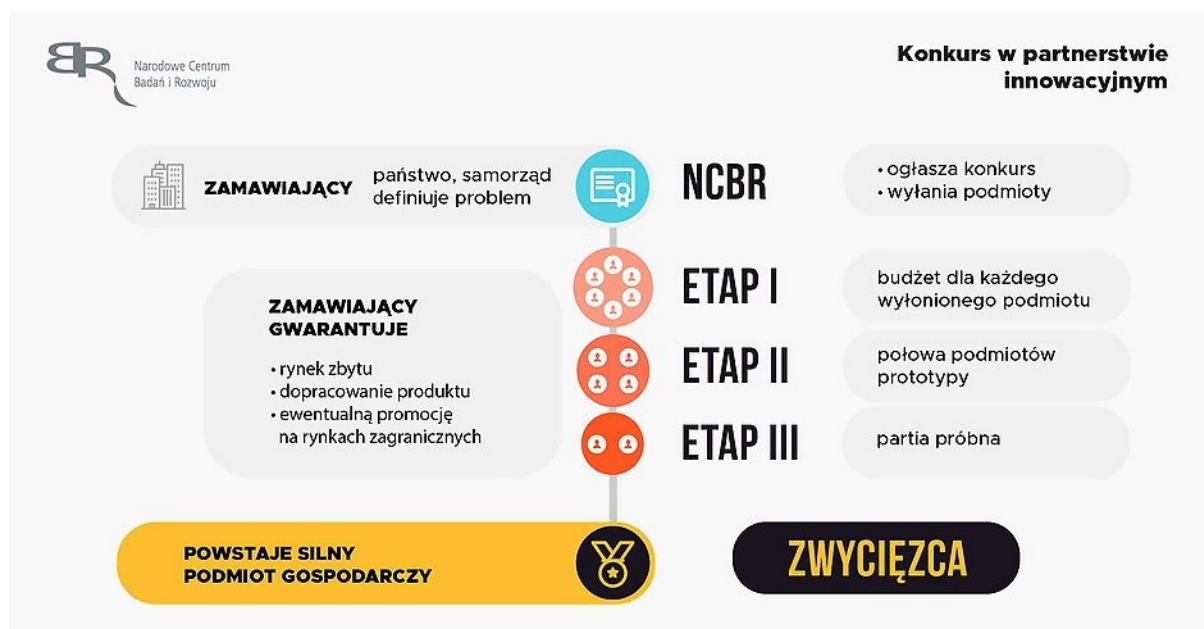 BR
Narodowe Centrum
Badań i Rozwoju
Konkurs w partnerstwie
innowacyjnym
ZAMAWIAJĄCY
państwo, samorząd
definiuje problem
NCBR
• ogłasza konkurs
• wyłania podmioty
ZAMAWIAJĄCY
GWARANTUJE
• rynek zbytu
• dopracowanie produktu
• ewentualną promocję
na rynkach zagranicznych
ETAP I
budżet dla każdego
wyłonionego podmiotu
ETAP II
połowa podmiotów
prototypy
ETAP III
partia próbna
POWSTAJE SILNY
PODMIOT GOSPODARCZY
ZWYCIĘZCA